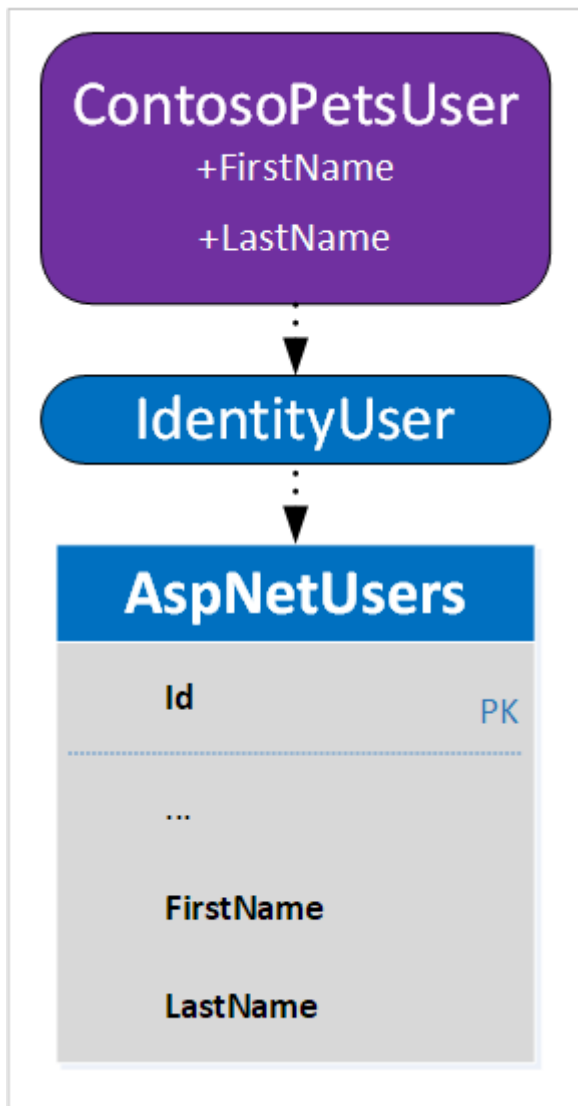 ContosoPetsUser
+FirstName
+LastName
IdentityUser
AspNetUsers
Id
PK
...
FirstName
LastName